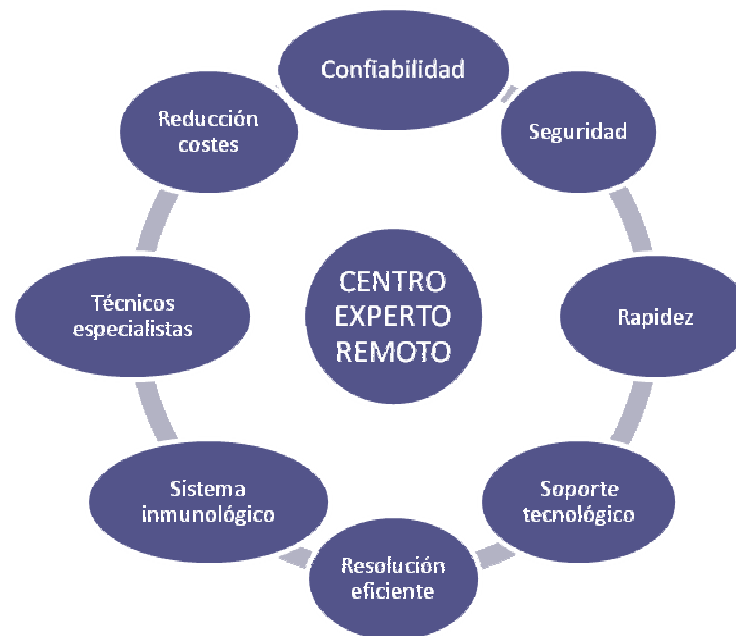 Confiabilidad
Seguridad
Rapidez
Soporte
tecnológico
Resolución
eficiente
Sistema
inmunológico
Técnicos
especialistas
Reducción
costes
CENTRO
EXPERTO
REMOTO